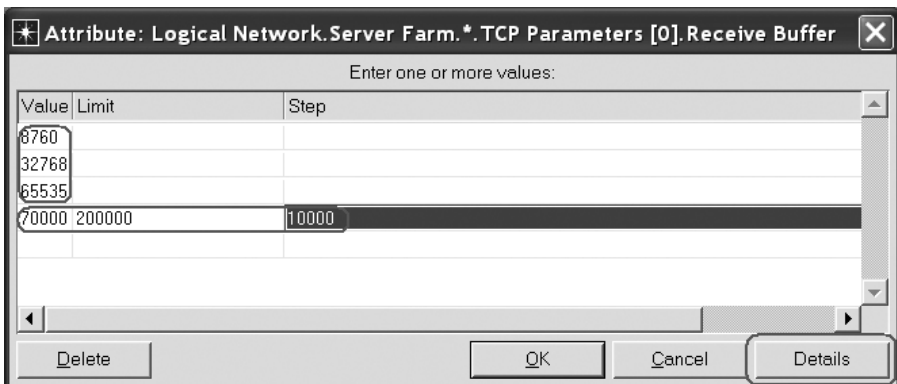 Attribute: Logical Network.Server Farm.*.TCP Parameters [0].Receive Buffer
Enter one or more values:
Value Limit Step
8760
32768
65535
70000 200000 10000
Delete OK Cancel Details